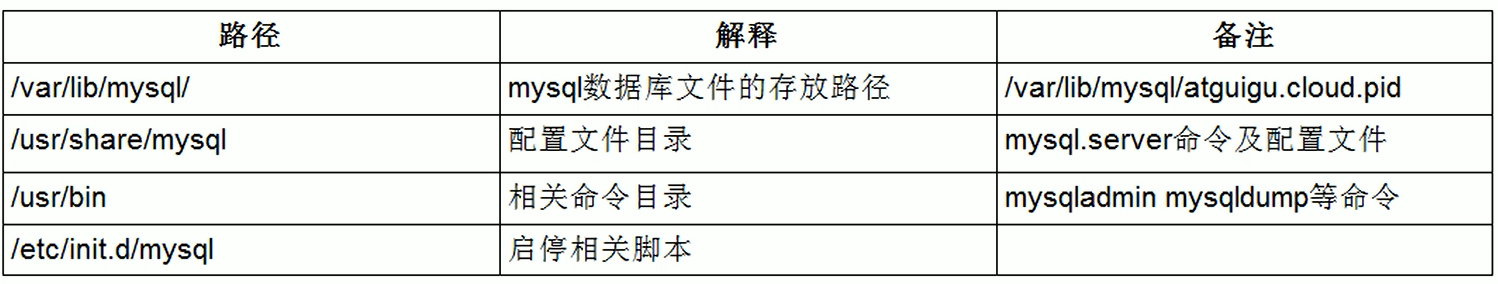 路径 解释 备注
/var/lib/mysql/ mysql数据库文件的存放路径 /var/lib/mysql/atguigu.cloud.pid
/usr/share/mysql 配置文件目录 mysql.server命令及配置文件
/usr/bin 相关命令目录 mysqladmin mysqldump等命令
/etc/init.d/mysql 启停相关脚本